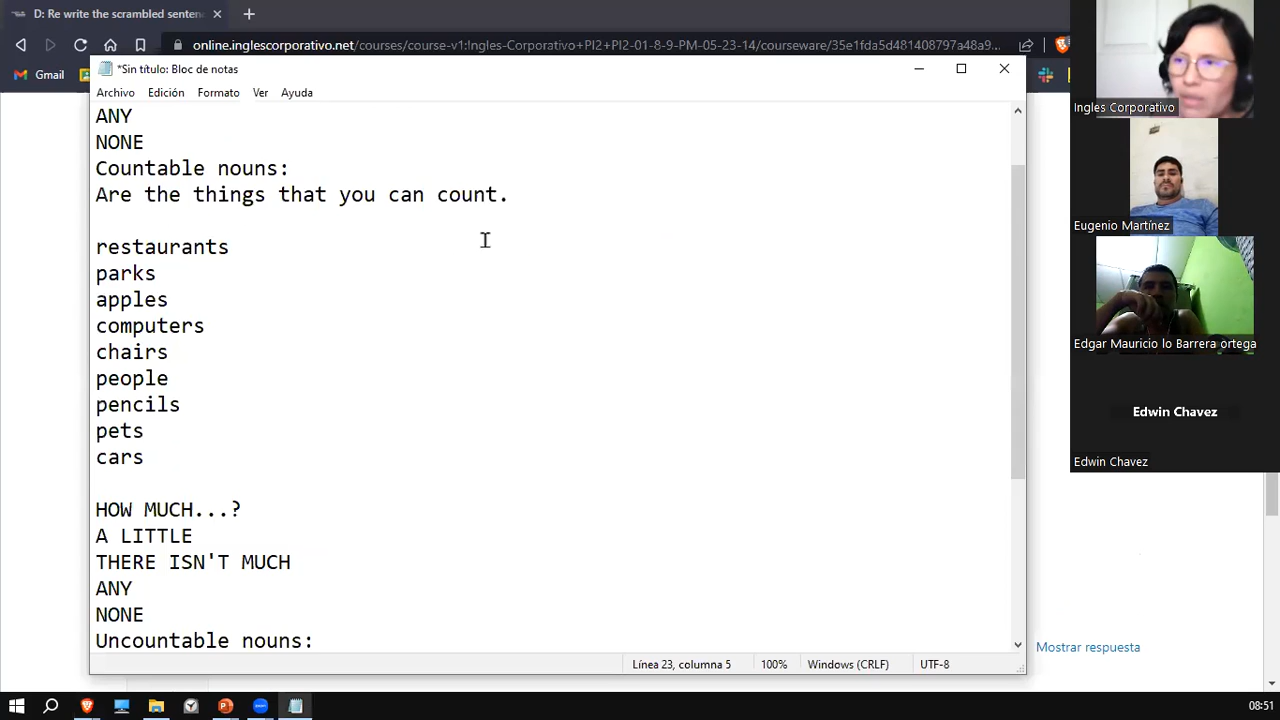 D: Re write the scrambled senten
online.inglescorporativo.net/courses/course-v1:Ingles-Corporativo+PI2+PI2-01-8-9-PM-05-23-14/courseware/35e1fda5d481408797a48a9...
Gmail
*Sin título: Bloc de notas
Archivo Edición Formato Ver Ayuda
ANY
NONE
Countable nouns:
Are the things that you can count.
restaurants
parks
apples
computers
chairs
people
pencils
pets
cars
HOW MUCH...?
A LITTLE
THERE ISN'T MUCH
ANY
NONE
Uncountable nouns:
Línea 23, columna 5 100% Windows (CRLF) UTF-8
Mostrar respuesta
Ingles Corporativo
Eugenio Martínez
Edgar Mauricio lo Barrera ortega
Edwin Chavez
Edwin Chavez
08:51